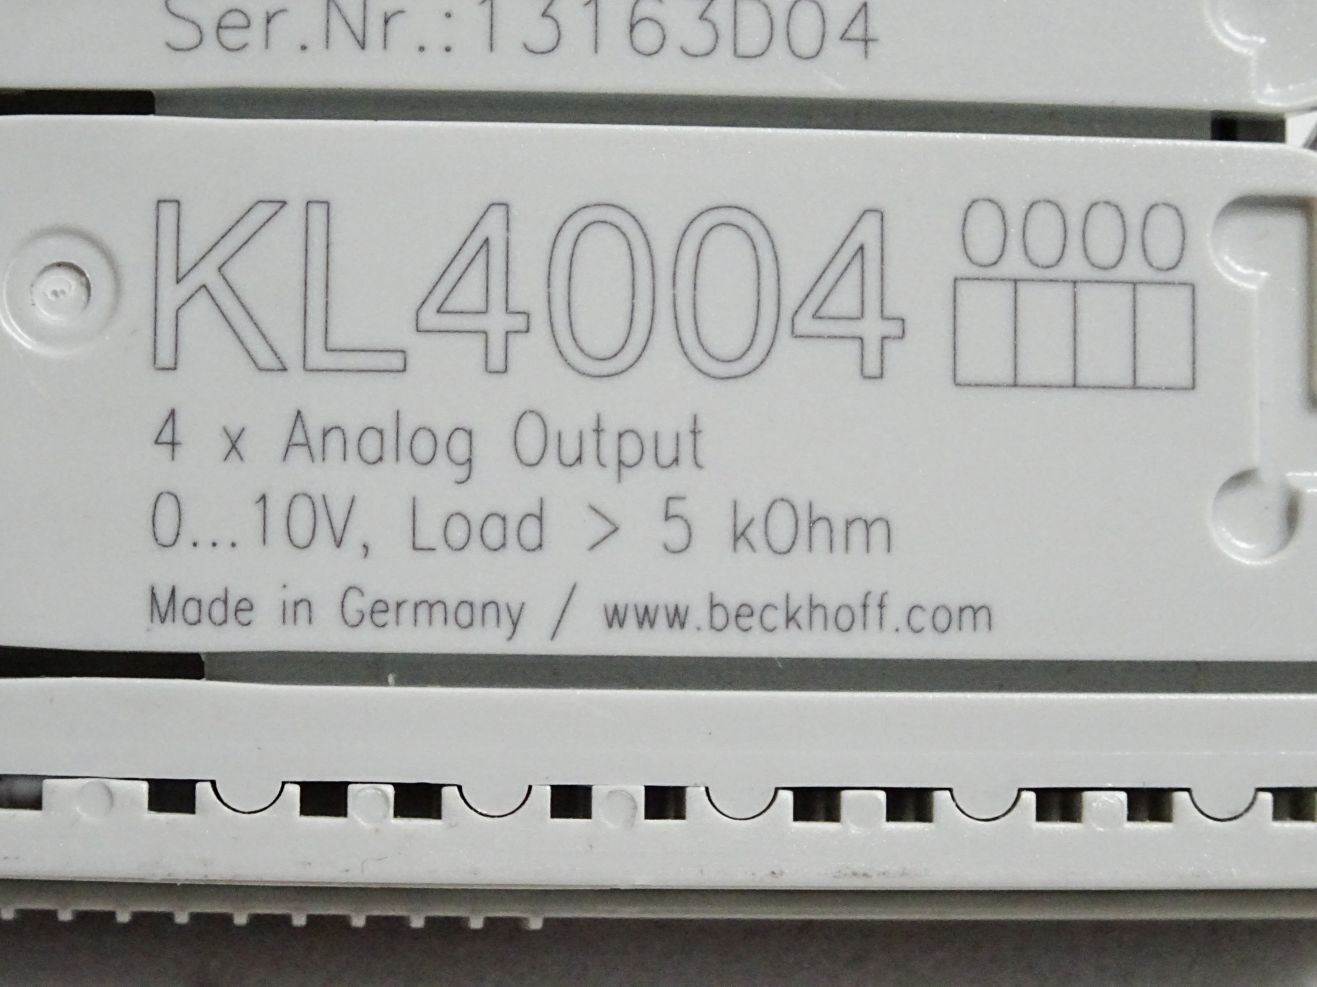 Ser.Nr.:13163D04
KL4004 0000
4 x Analog Output
0...10V, Load > 5 kOhm
Made in Germany / www.beckhoff.com